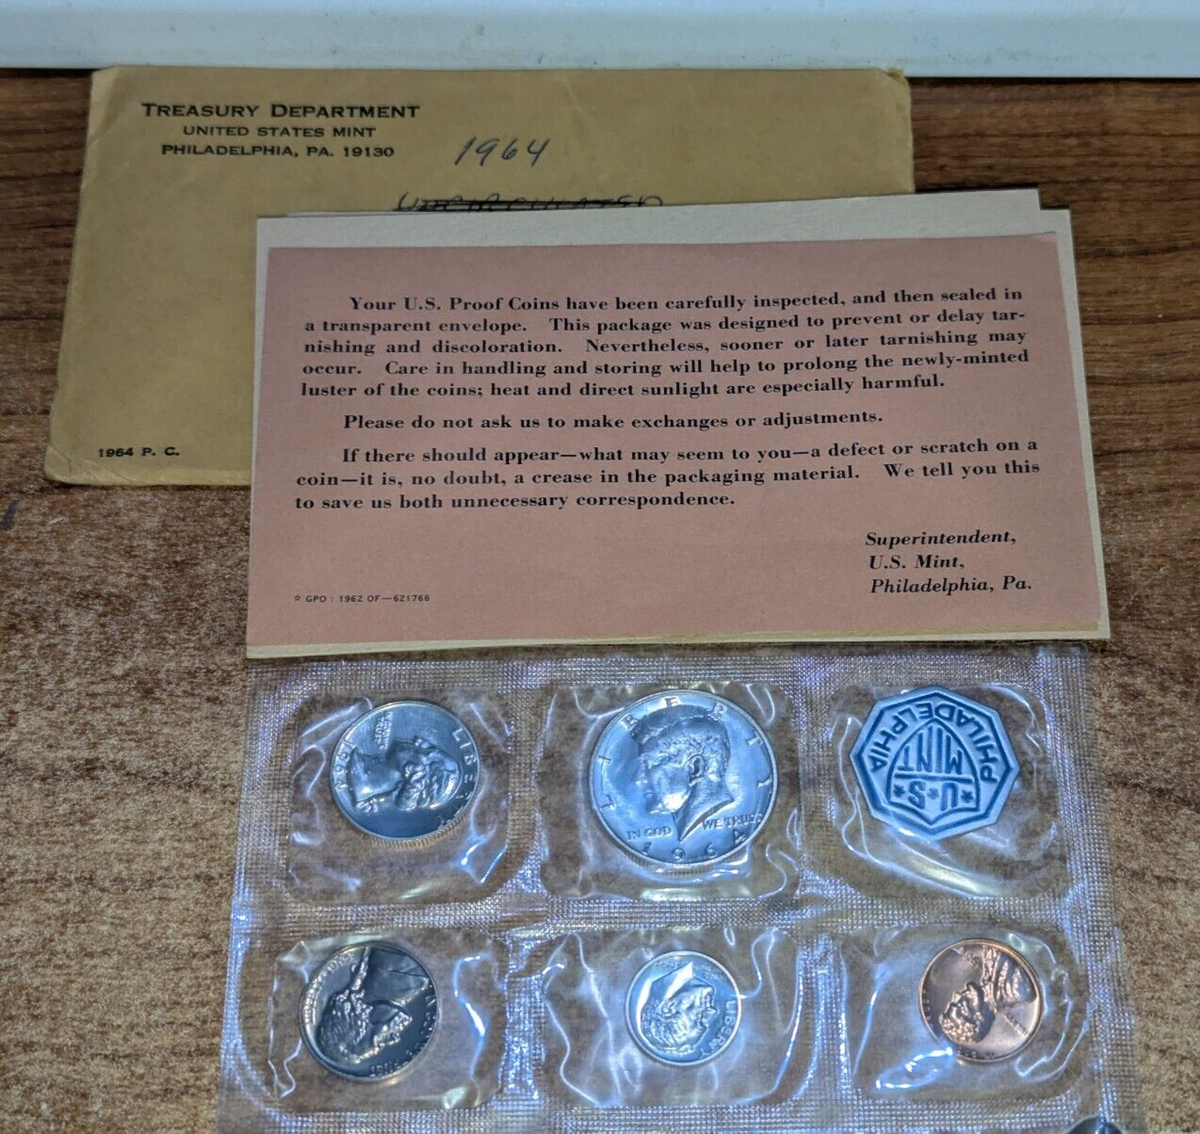 TREASURY DEPARTMENT
UNITED STATES MINT
PHILADELPHIA, PA. 19130
1964
UNCIRCULATED
1964 P. C.
Your U.S. Proof Coins have been carefully inspected, and then sealed in
a transparent envelope. This package was designed to prevent or delay tar-
nishing and discoloration. Nevertheless, sooner or later tarnishing may
occur. Care in handling and storing will help to prolong the newly-minted
luster of the coins; heat and direct sunlight are especially harmful.
Please do not ask us to make exchanges or adjustments.
If there should appear—what may seem to you—a defect or scratch on a
coin—it is, no doubt, a crease in the packaging material. We tell you this
to save us both unnecessary correspondence.
Superintendent,
U.S. Mint,
Philadelphia, Pa.
☆ GPO : 1962 OF—621766
LIBERTY
LIBERTY
IN GOD WE TRUST
1964
PHILADELPHIA
MINT
U★S★
LIBERTY